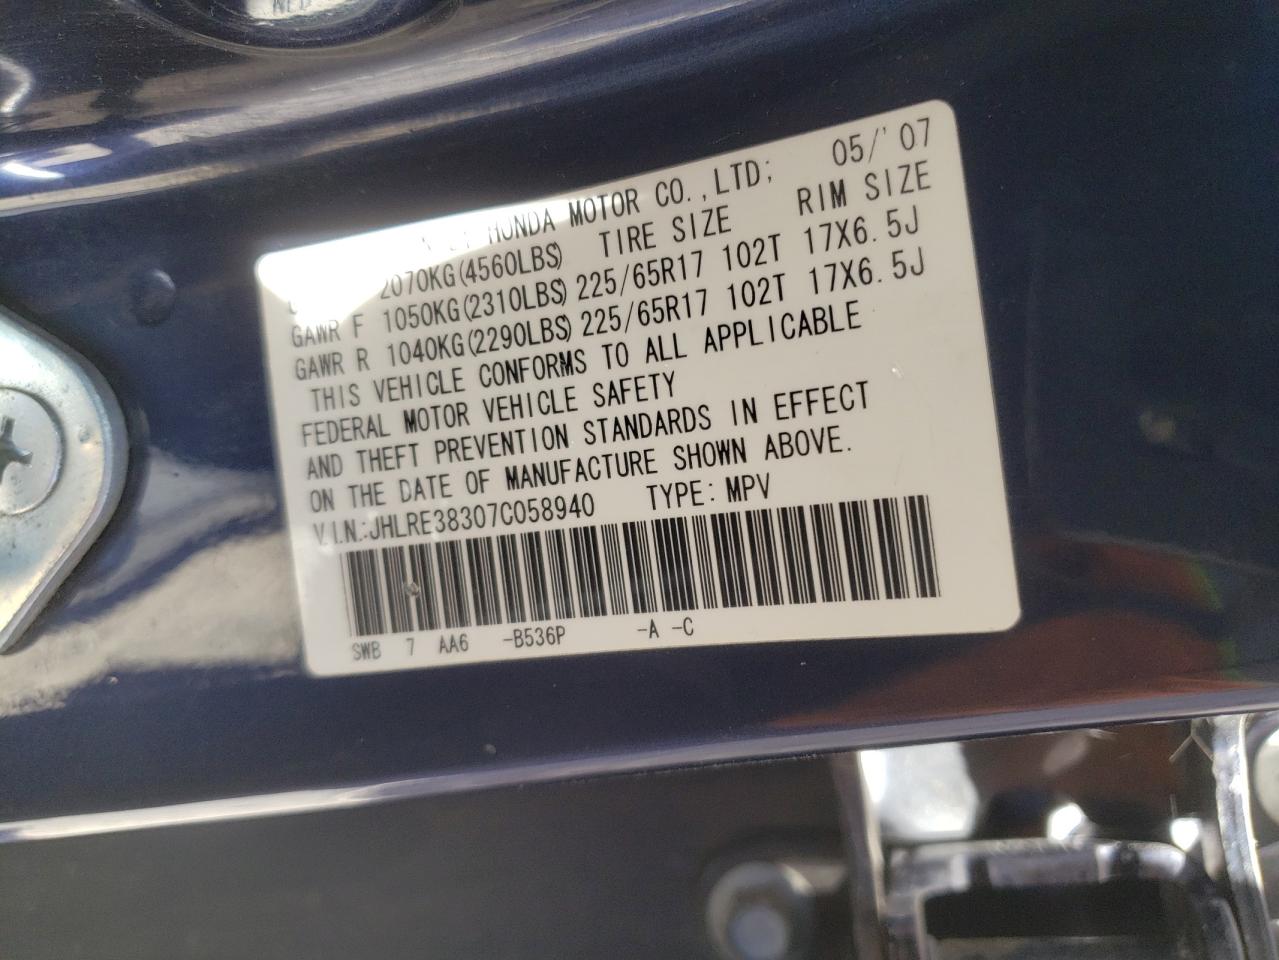 HONDA MOTOR CO.,LTD; 05/'07
2070KG(4560LBS) TIRE SIZE RIM SIZE
GAWR F 1050KG(2310LBS) 225/65R17 102T 17X6.5J
GAWR R 1040KG(2290LBS) 225/65R17 102T 17X6.5J
THIS VEHICLE CONFORMS TO ALL APPLICABLE
FEDERAL MOTOR VEHICLE SAFETY
AND THEFT PREVENTION STANDARDS IN EFFECT
ON THE DATE OF MANUFACTURE SHOWN ABOVE.
V.I.N.:JHLRE38307C058940 TYPE:MPV
SWB 7 AA6 -B536P -A -C